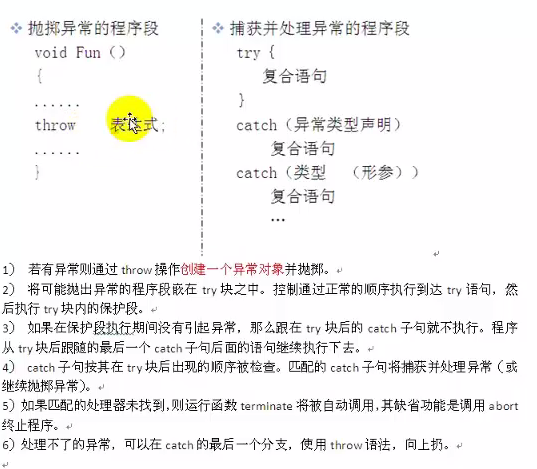 ❖ 抛掷异常的程序段
void Fun ()
{
......
throw 表达式;
......
}
❖ 捕获并处理异常的程序段
try {
复合语句
}
catch (异常类型声明)
复合语句
catch (类型 (形参))
复合语句
…
1) 若有异常则通过 throw 操作创建一个异常对象并抛掷。
2) 将可能抛出异常的程序段嵌在 try 块之中。控制通过正常的顺序执行到达 try 语句，然
后执行 try 块内的保护段。
3) 如果在保护段执行期间没有引起异常，那么跟在 try 块后的 catch 子句就不执行。程序
从 try 块后跟随的最后一个 catch 子句后面的语句继续执行下去。
4) catch 子句按其在 try 块后出现的顺序被检查。匹配的 catch 子句将捕获并处理异常（或
继续抛掷异常）。
5)如果匹配的处理器未找到,则运行函数 terminate 将被自动调用,其缺省功能是调用 abort
终止程序。
6)处理不了的异常，可以在 catch 的最后一个分支，使用 throw 语法，向上扔。